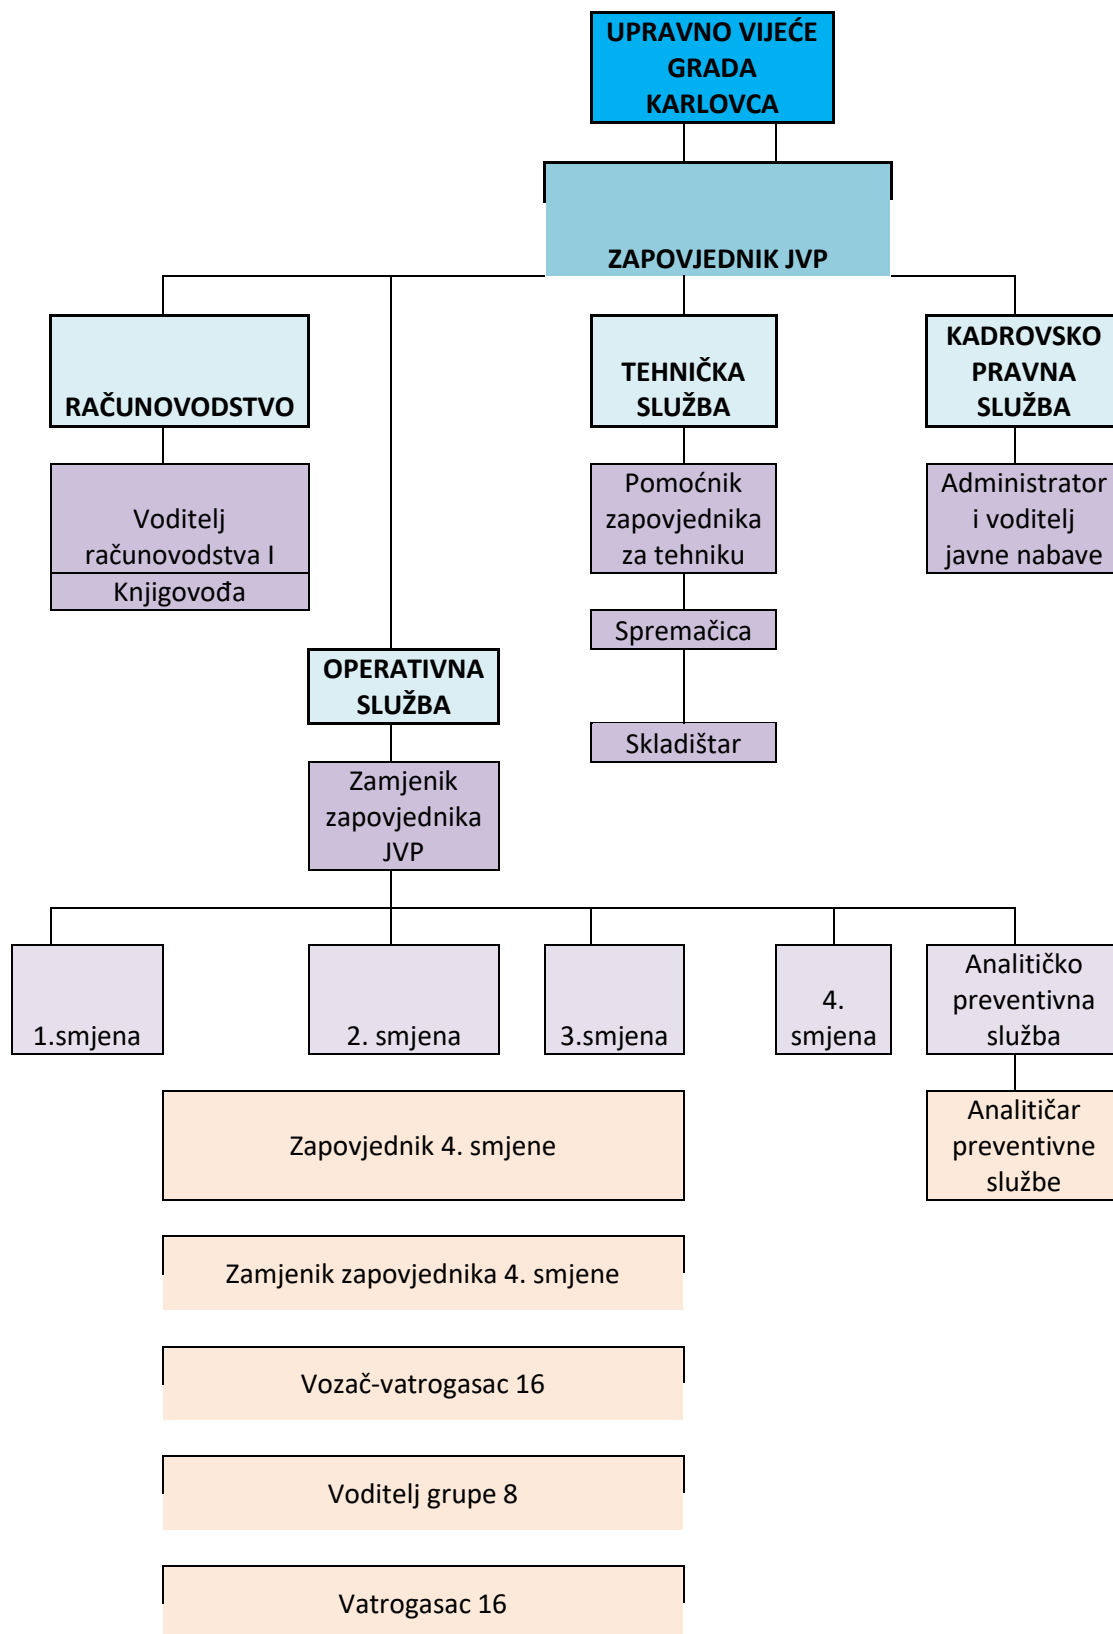 UPRAVNO VIJEĆE
GRADA
KARLOVCA
ZAPOVJEDNIK JVP
RAČUNOVODSTVO
TEHNIČKA
SLUŽBA
KADROVSKO
PRAVNA
SLUŽBA
Voditelj
računovodstva I
Knjigovođa
Pomoćnik
zapovjednika
za tehniku
Administrator
i voditelj
javne nabave
Spremačica
OPERATIVNA
SLUŽBA
Skladištar
Zamjenik
zapovjednika
JVP
1.smjena
2. smjena
3.smjena
4.
smjena
Analitičko
preventivna
služba
Zapovjednik 4. smjene
Analitičar
preventivne
službe
Zamjenik zapovjednika 4. smjene
Vozač-vatrogasac 16
Voditelj grupe 8
Vatrogasac 16